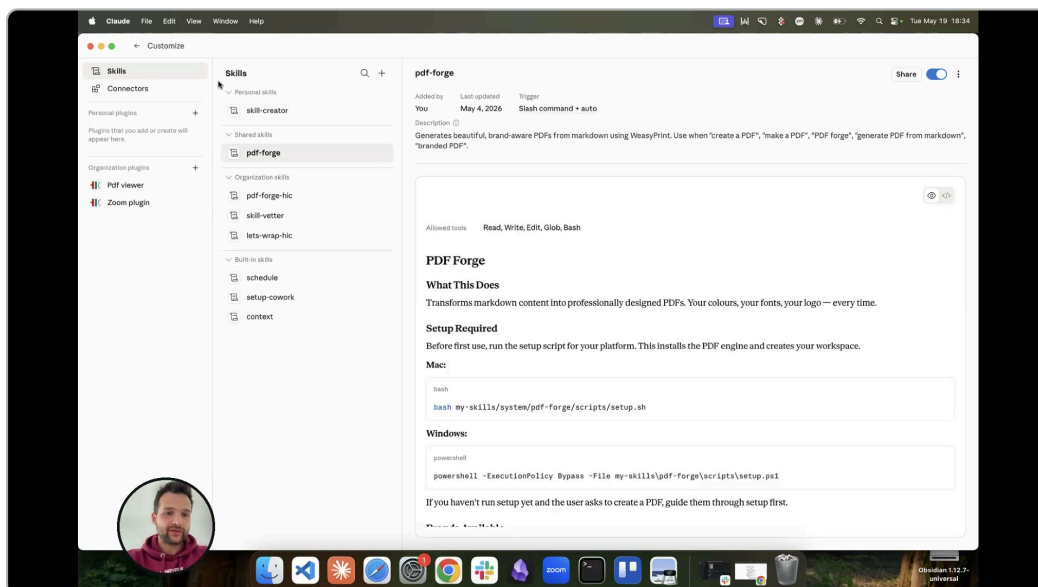 Claude File Edit View Window Help
Tue May 19 18:34
← Customize
Skills
Connectors
Personal plugins
Plugins that you add or create will
appear here.
Organization plugins
Pdf viewer
Zoom plugin
Skills
Personal skills
skill-creator
Shared skills
pdf-forge
Organization skills
pdf-forge-hic
skill-vetter
lets-wrap-hic
Built-in skills
schedule
setup-cowork
context
pdf-forge
Share
Added by Last updated Trigger
You May 4, 2026 Slash command + auto
Description
Generates beautiful, brand-aware PDFs from markdown using WeasyPrint. Use when "create a PDF", "make a PDF", "PDF forge", "generate PDF from markdown",
"branded PDF".
Allowed tools Read, Write, Edit, Glob, Bash
PDF Forge
What This Does
Transforms markdown content into professionally designed PDFs. Your colours, your fonts, your logo — every time.
Setup Required
Before first use, run the setup script for your platform. This installs the PDF engine and creates your workspace.
Mac:
bash
bash my-skills/system/pdf-forge/scripts/setup.sh
Windows:
powershell
powershell -ExecutionPolicy Bypass -File my-skills\pdf-forge\scripts\setup.ps1
If you haven't run setup yet and the user asks to create a PDF, guide them through setup first.
1
zoom
Obsidian 1.12.7-
universal